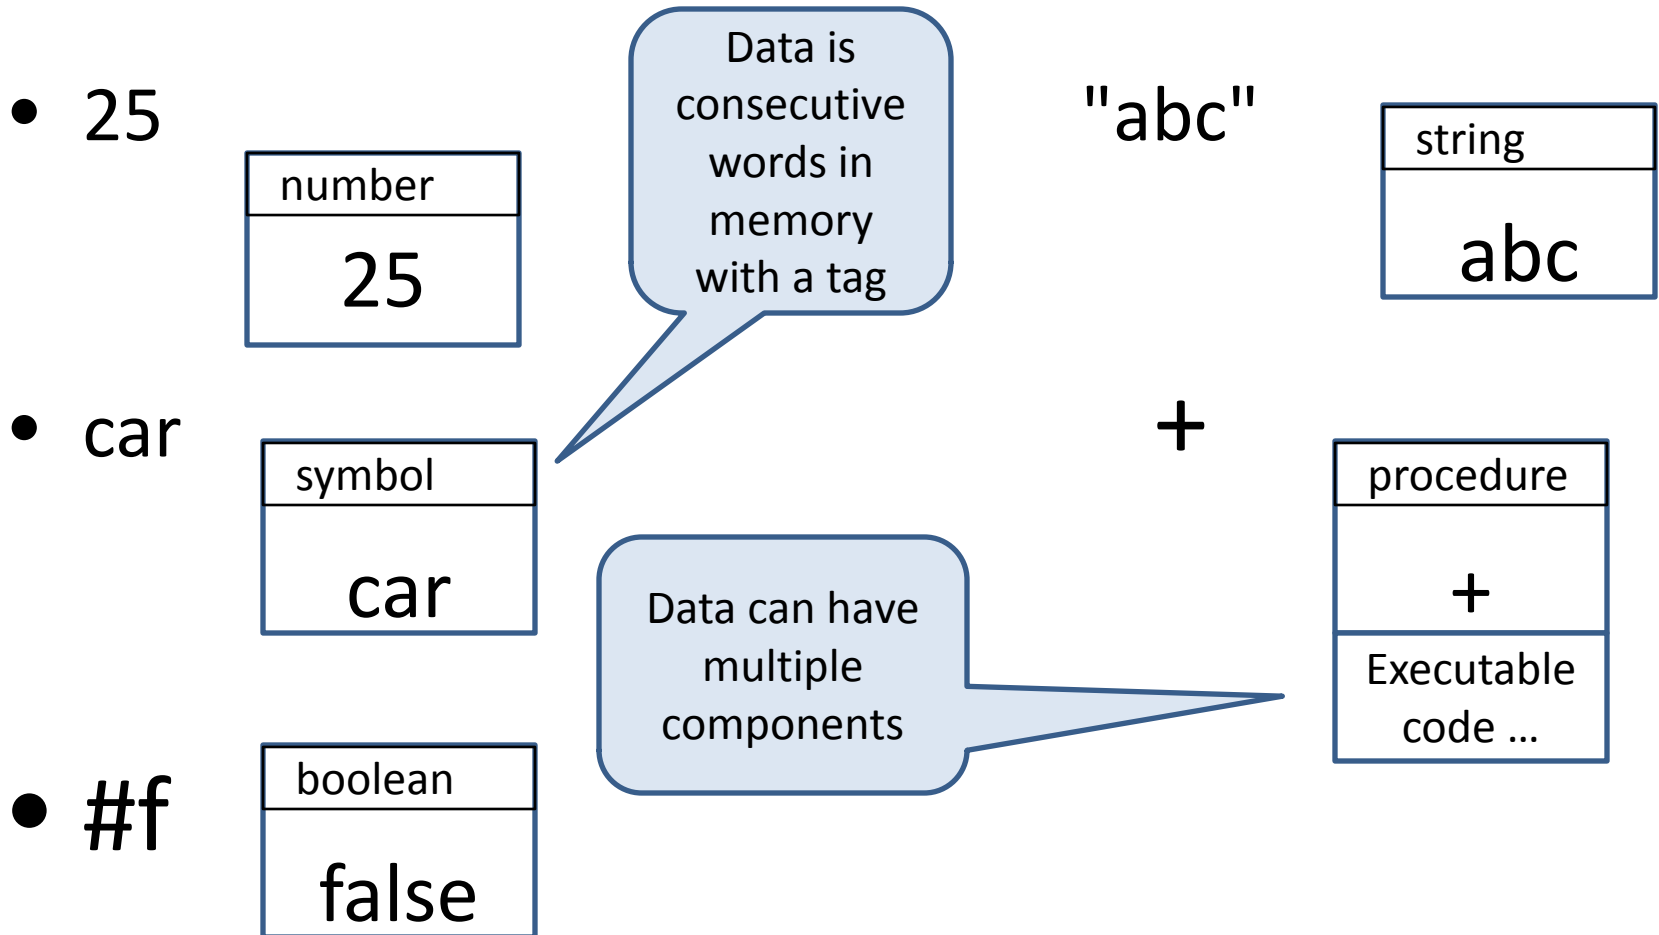 • 25
number
25
Data is
consecutive
words in
memory
with a tag
"abc"
string
abc
• car
symbol
car
+
procedure
+
Executable
code ...
Data can have
multiple
components
• #f
boolean
false